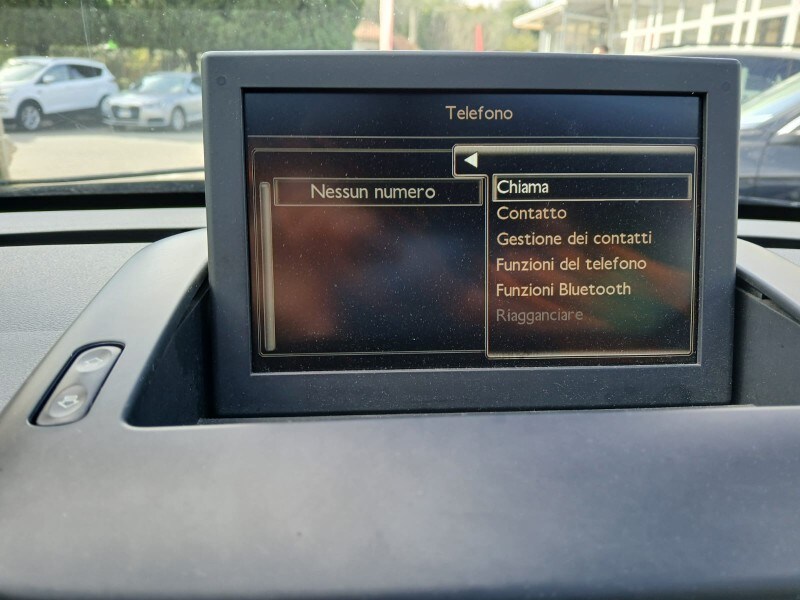 Telefono
Nessun numero
Chiama
Contatto
Gestione dei contatti
Funzioni del telefono
Funzioni Bluetooth
Riagganciare